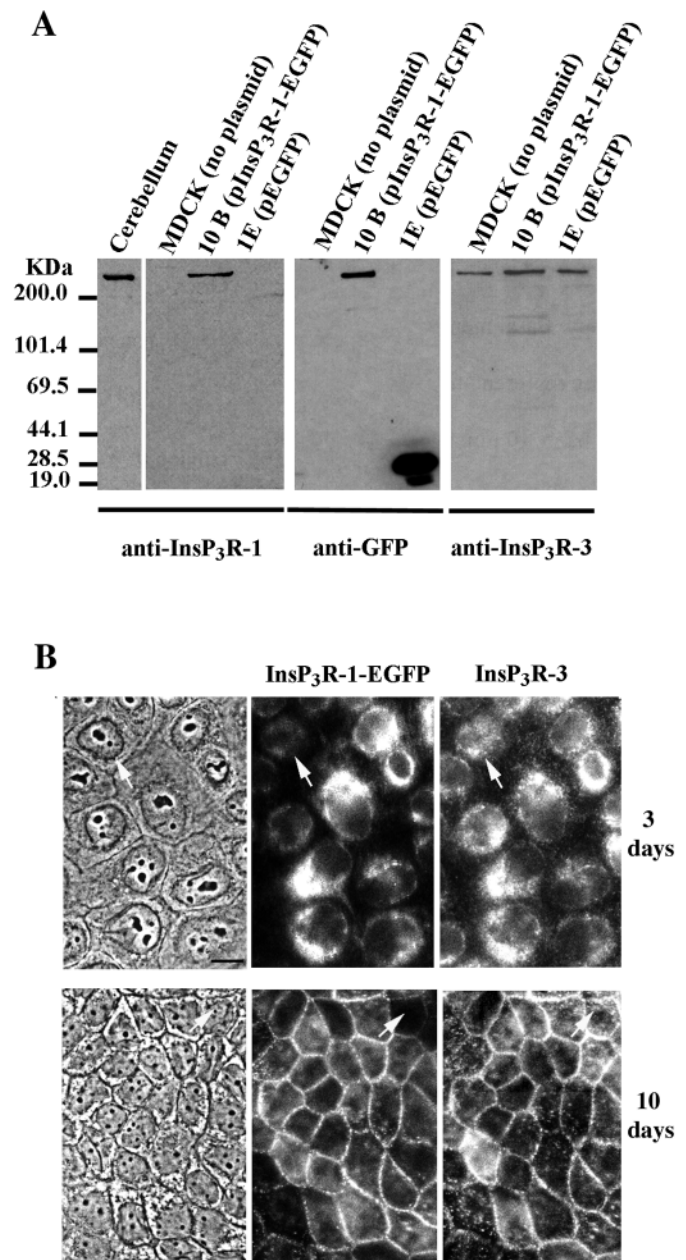 A
Cerebellum
MDCK (no plasmid)
10 B (pInsP3R-1-EGFP)
1E (pEGFP)
MDCK (no plasmid)
10 B (pInsP3R-1-EGFP)
1E (pEGFP)
MDCK (no plasmid)
10 B (pInsP3R-1-EGFP)
1E (pEGFP)
KDa
200.0
101.4
69.5
44.1
28.5
19.0
anti-InsP3R-1
anti-GFP
anti-InsP3R-3
B
InsP3R-1-EGFP
InsP3R-3
3
days
10
days